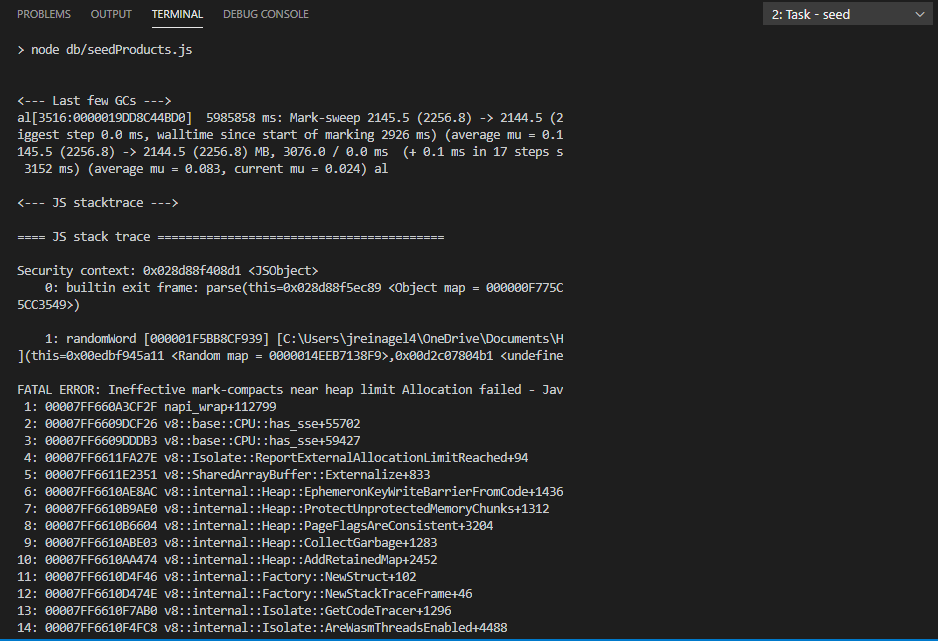 PROBLEMS OUTPUT TERMINAL DEBUG CONSOLE 2: Task - seed
> node db/seedProducts.js
<--- Last few GCs --->
al[3516:0000019DD8C44BD0] 5985858 ms: Mark-sweep 2145.5 (2256.8) -> 2144.5 (2
iggest step 0.0 ms, walltime since start of marking 2926 ms) (average mu = 0.1
145.5 (2256.8) -> 2144.5 (2256.8) MB, 3076.0 / 0.0 ms (+ 0.1 ms in 17 steps s
3152 ms) (average mu = 0.083, current mu = 0.024) al
<--- JS stacktrace --->
==== JS stack trace =========================================
Security context: 0x028d88f408d1 <JSObject>
0: builtin exit frame: parse(this=0x028d88f5ec89 <Object map = 000000F775C
5CC3549>)
1: randomWord [000001F5BB8CF939] [C:\Users\jreinagel4\OneDrive\Documents\H
](this=0x00edbf945a11 <Random map = 0000014EEB7138F9>,0x00d2c07804b1 <undefine
FATAL ERROR: Ineffective mark-compacts near heap limit Allocation failed - Jav
1: 00007FF660A3CF2F napi_wrap+112799
2: 00007FF6609DCF26 v8::base::CPU::has_sse+55702
3: 00007FF6609DDDB3 v8::base::CPU::has_sse+59427
4: 00007FF6611FA27E v8::Isolate::ReportExternalAllocationLimitReached+94
5: 00007FF6611E2351 v8::SharedArrayBuffer::Externalize+833
6: 00007FF6610AE8AC v8::internal::Heap::EphemeronKeyWriteBarrierFromCode+1436
7: 00007FF6610B9AE0 v8::internal::Heap::ProtectUnprotectedMemoryChunks+1312
8: 00007FF6610B6604 v8::internal::Heap::PageFlagsAreConsistent+3204
9: 00007FF6610ABE03 v8::internal::Heap::CollectGarbage+1283
10: 00007FF6610AA474 v8::internal::Heap::AddRetainedMap+2452
11: 00007FF6610D4F46 v8::internal::Factory::NewStruct+102
12: 00007FF6610D474E v8::internal::Factory::NewStackTraceFrame+46
13: 00007FF6610F7AB0 v8::internal::Isolate::GetCodeTracer+1296
14: 00007FF6610F4FC8 v8::internal::Isolate::AreWasmThreadsEnabled+4488